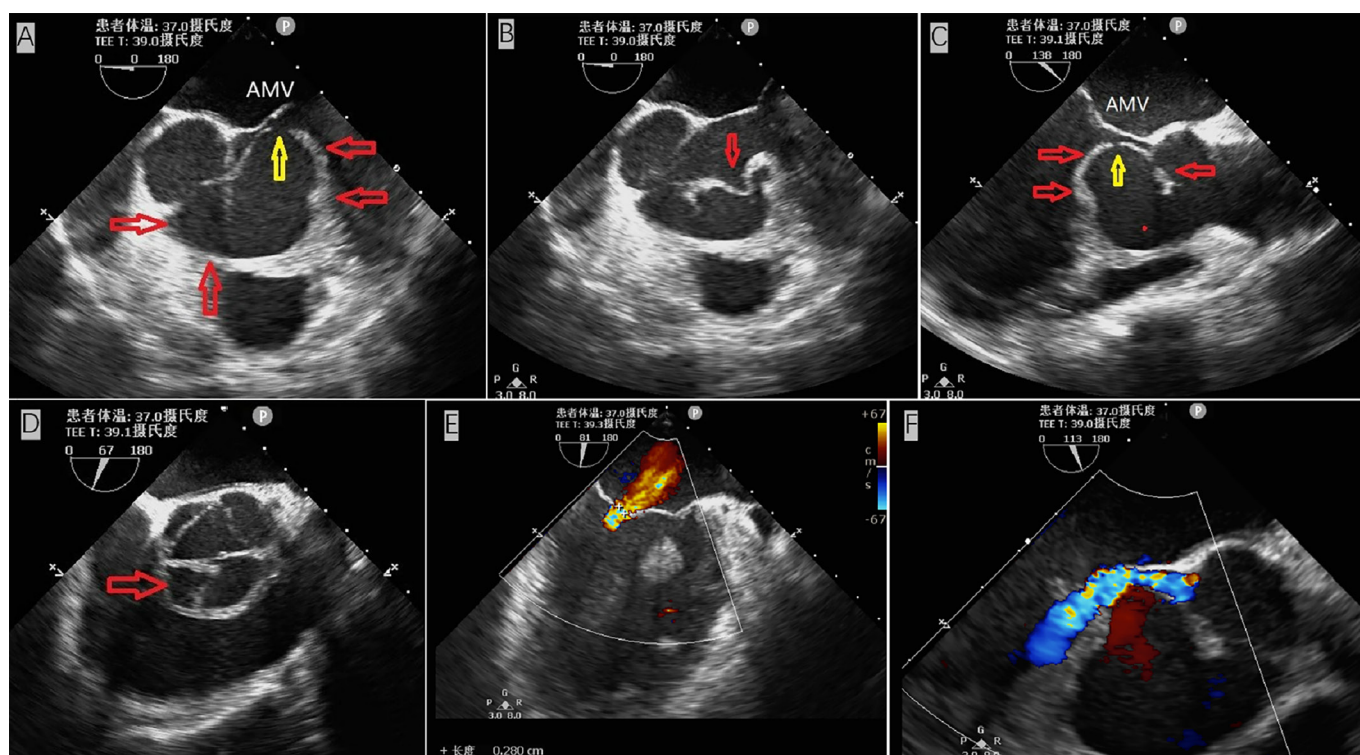 A
患者体温: 37.0摄氏度
TEE T: 39.0摄氏度
0 0 180
P
AMV
B
患者体温: 37.0摄氏度
TEE T: 39.0摄氏度
0 0 180
P
G
P R
3.0 8.0
C
患者体温: 37.0摄氏度
TEE T: 39.1摄氏度
0 138 180
P
AMV
G
P R
3.0 8.0
D
患者体温: 37.0摄氏度
TEE T: 39.1摄氏度
0 67 180
P
E
患者体温: 37.0摄氏度
TEE T: 39.3摄氏度
0 81 180
P
+67
c
m
/
s
-67
G
P R
3.0 8.0
+ 长度 0.280 cm
F
患者体温: 37.0摄氏度
TEE T: 39.0摄氏度
0 113 180
P
G
P R
3.0 8.0